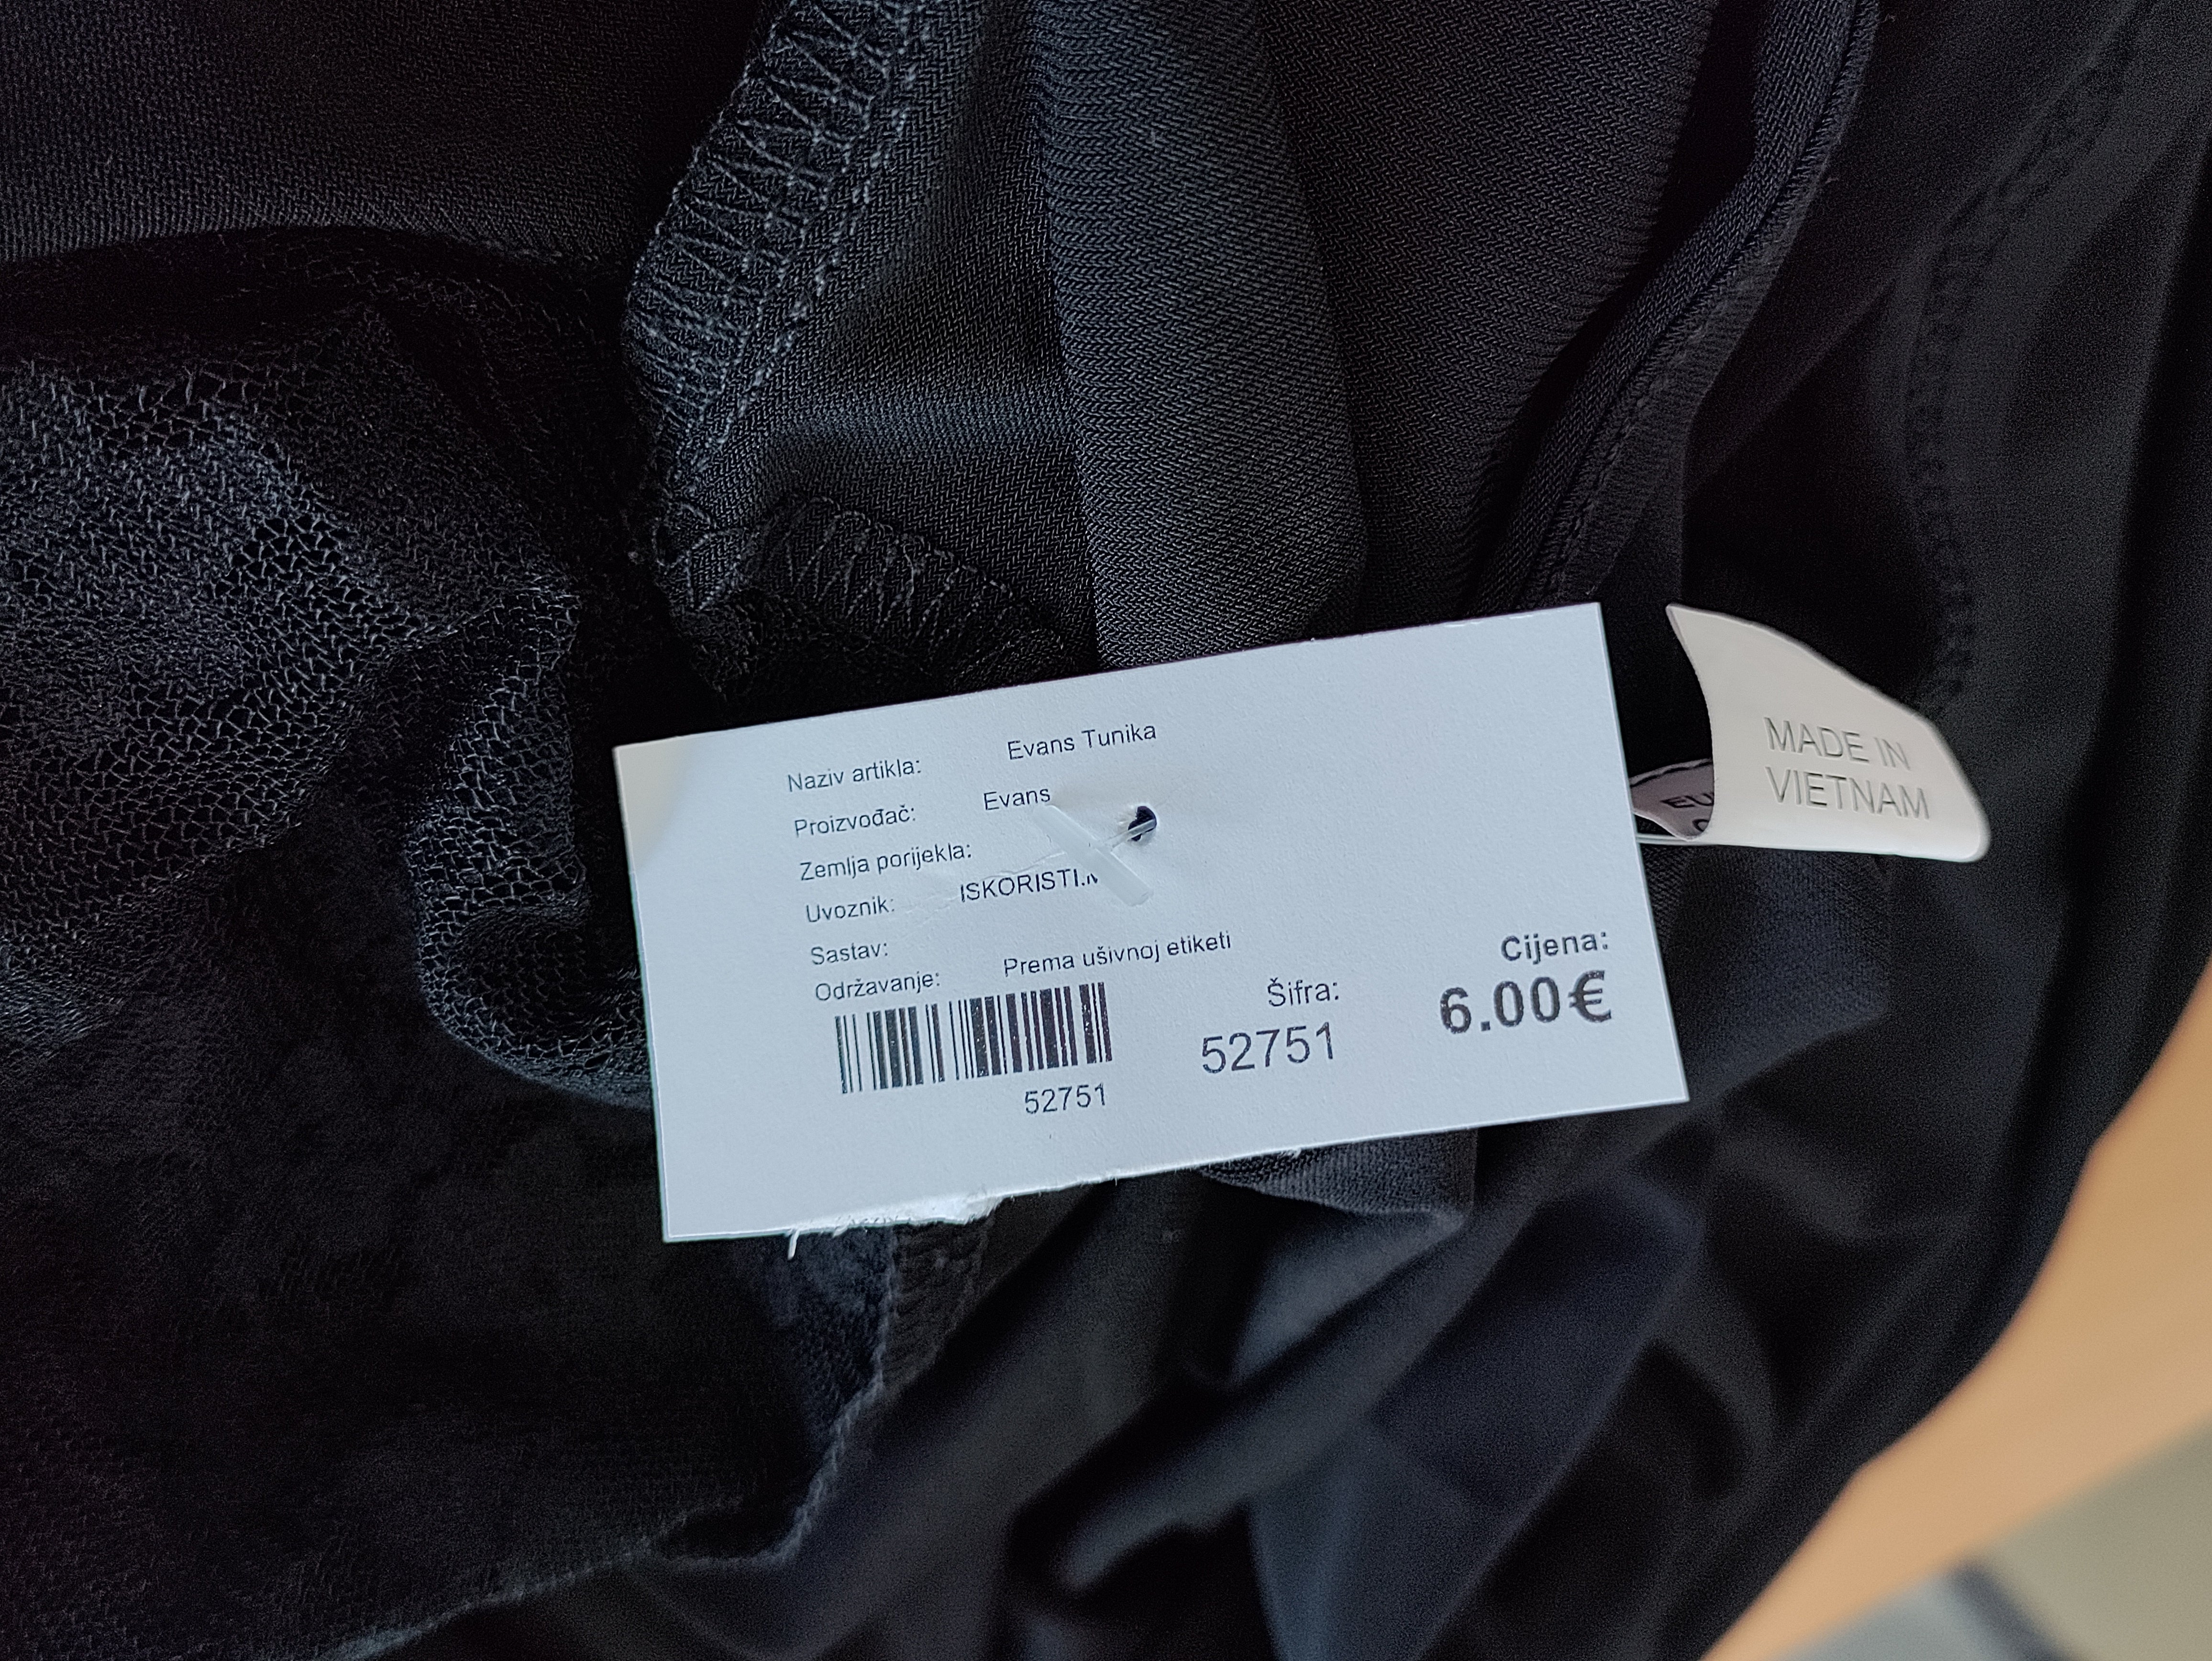 Naziv artikla: Evans Tunika
Proizvođač: Evans
Zemlja porijekla:
Uvoznik: ISKORISTI.
Sastav:
Održavanje: Prema ušivnoj etiketi
52751
Šifra:
52751
Cijena:
6.00€
MADE IN
VIETNAM